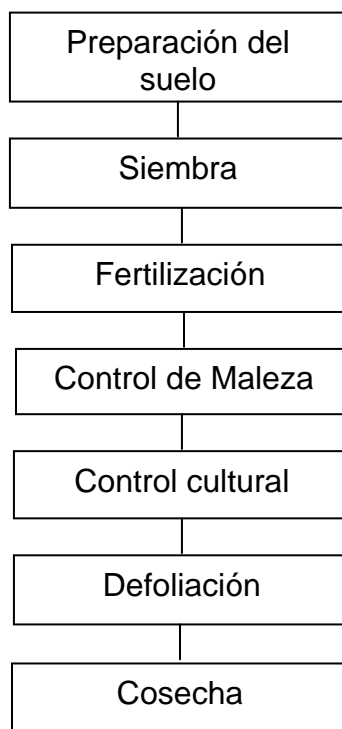 Preparación del
suelo
Siembra
Fertilización
Control de Maleza
Control cultural
Defoliación
Cosecha